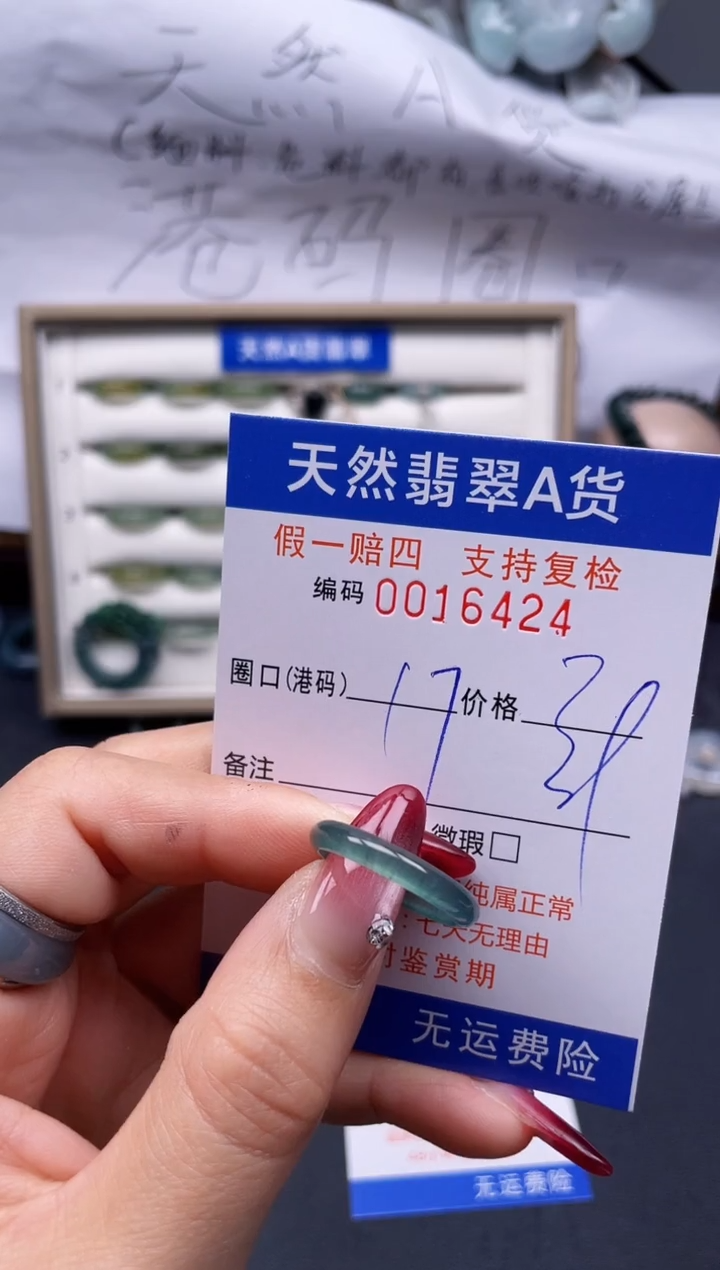 天然A货
港码圈口
天然A货翡翠
天然翡翠A货
假一赔四 支持复检
编码 0016424
圈口(港码) 17 价格
备注
微瑕□
纯属正常
:七天无理由
时鉴赏期
无运费险
无运费险